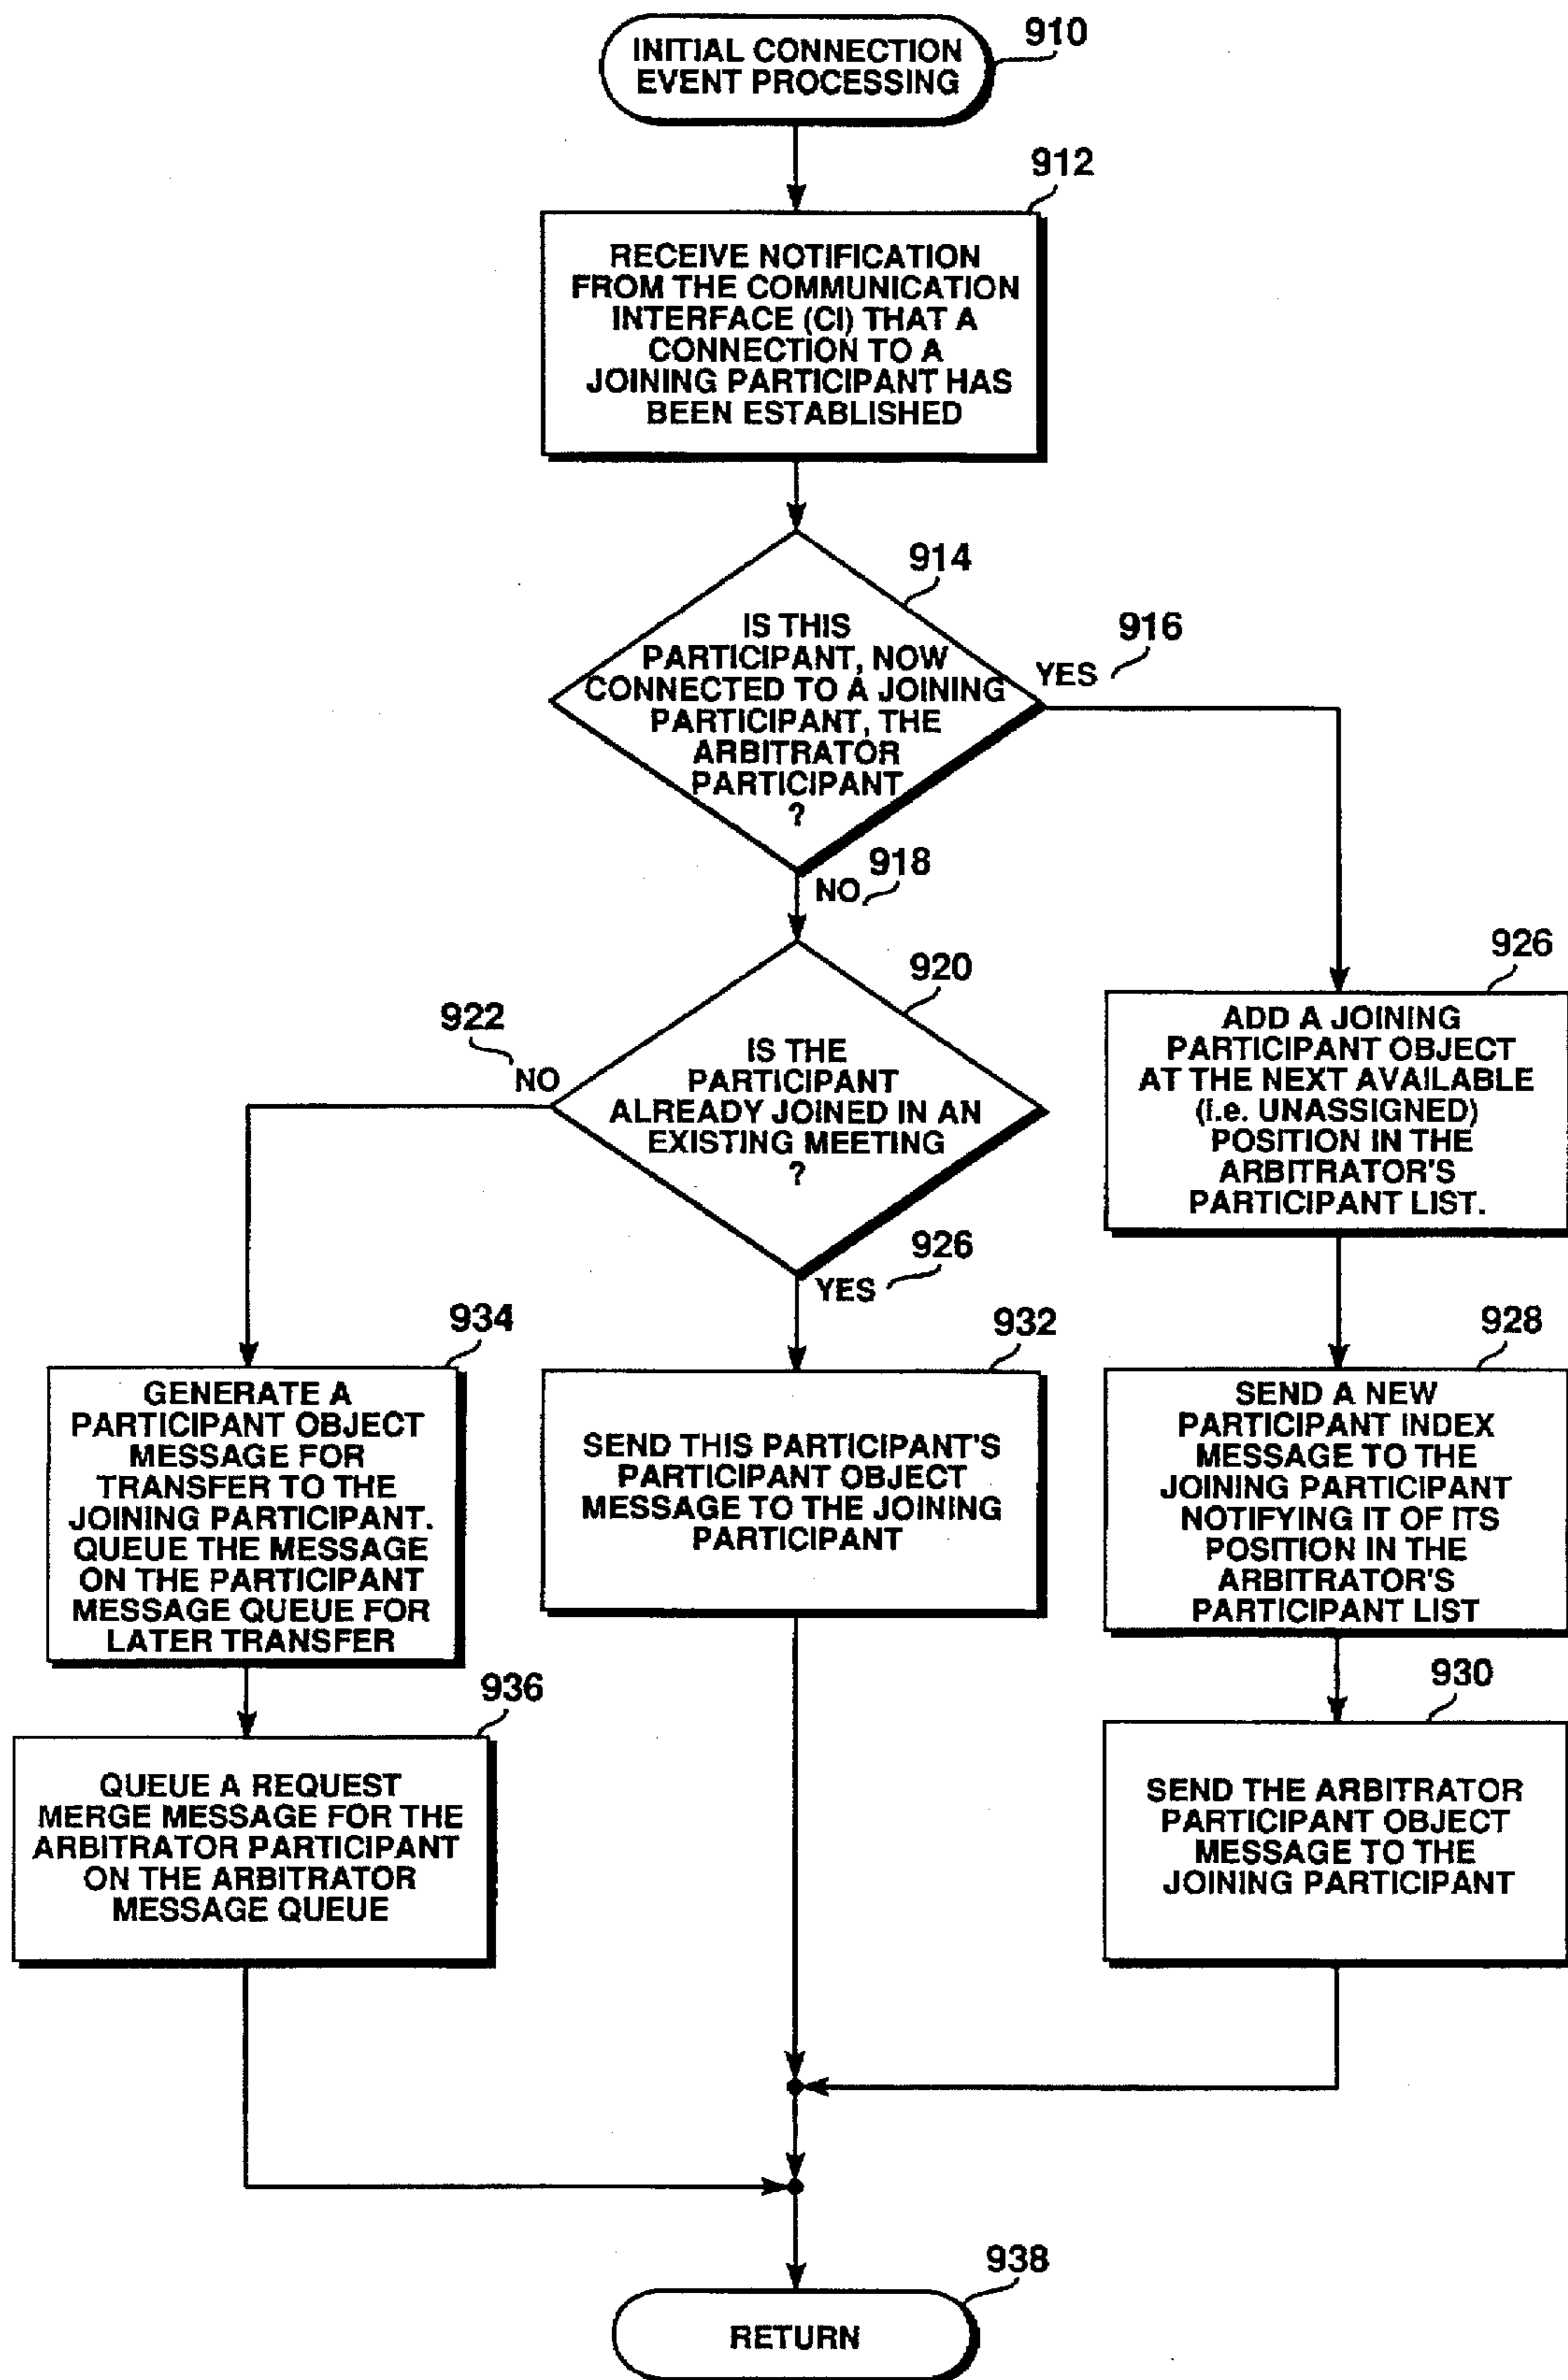 INITIAL CONNECTION
EVENT PROCESSING
910
912
RECEIVE NOTIFICATION
FROM THE COMMUNICATION
INTERFACE (CI) THAT A
CONNECTION TO A
JOINING PARTICIPANT HAS
BEEN ESTABLISHED
914
IS THIS
PARTICIPANT, NOW
CONNECTED TO A JOINING
PARTICIPANT, THE
ARBITRATOR
PARTICIPANT
?
916
YES
918
NO
920
IS THE
PARTICIPANT
ALREADY JOINED IN AN
EXISTING MEETING
?
922
NO
926
YES
926
ADD A JOINING
PARTICIPANT OBJECT
AT THE NEXT AVAILABLE
(i.e. UNASSIGNED)
POSITION IN THE
ARBITRATOR'S
PARTICIPANT LIST.
934
GENERATE A
PARTICIPANT OBJECT
MESSAGE FOR
TRANSFER TO THE
JOINING PARTICIPANT.
QUEUE THE MESSAGE
ON THE PARTICIPANT
MESSAGE QUEUE FOR
LATER TRANSFER
932
SEND THIS PARTICIPANT'S
PARTICIPANT OBJECT
MESSAGE TO THE JOINING
PARTICIPANT
928
SEND A NEW
PARTICIPANT INDEX
MESSAGE TO THE
JOINING PARTICIPANT
NOTIFYING IT OF ITS
POSITION IN THE
ARBITRATOR'S
PARTICIPANT LIST
936
QUEUE A REQUEST
MERGE MESSAGE FOR THE
ARBITRATOR PARTICIPANT
ON THE ARBITRATOR
MESSAGE QUEUE
930
SEND THE ARBITRATOR
PARTICIPANT OBJECT
MESSAGE TO THE
JOINING PARTICIPANT
938
RETURN